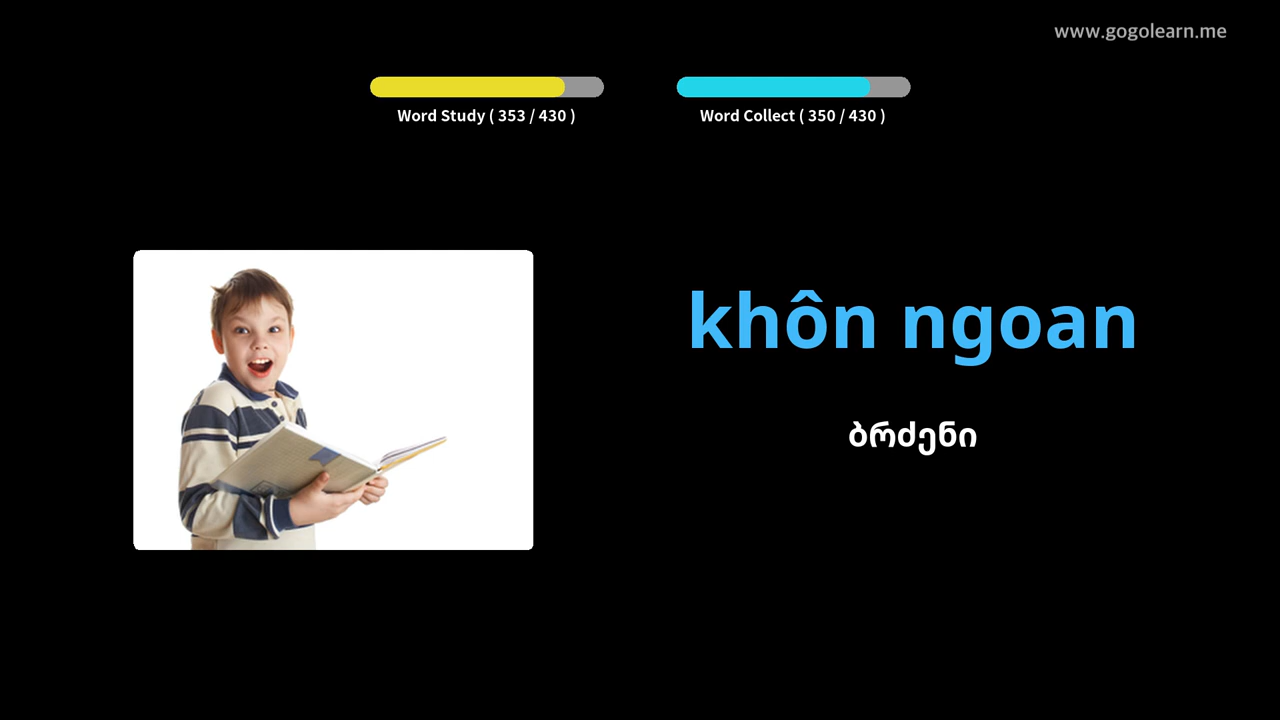 www.gogolearn.me
Word Study ( 353 / 430 )
Word Collect ( 350 / 430 )
khôn ngoan
ბრძენი